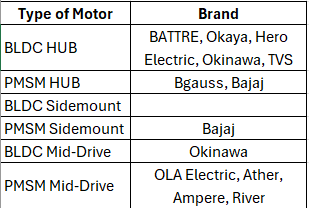 Type of Motor Brand
BLDC HUB BATTRE, Okaya, Hero
Electric, Okinawa, TVS
PMSM HUB Bgauss, Bajaj
BLDC Sidemount
PMSM Sidemount Bajaj
BLDC Mid-Drive Okinawa
PMSM Mid-Drive OLA Electric, Ather,
Ampere, River